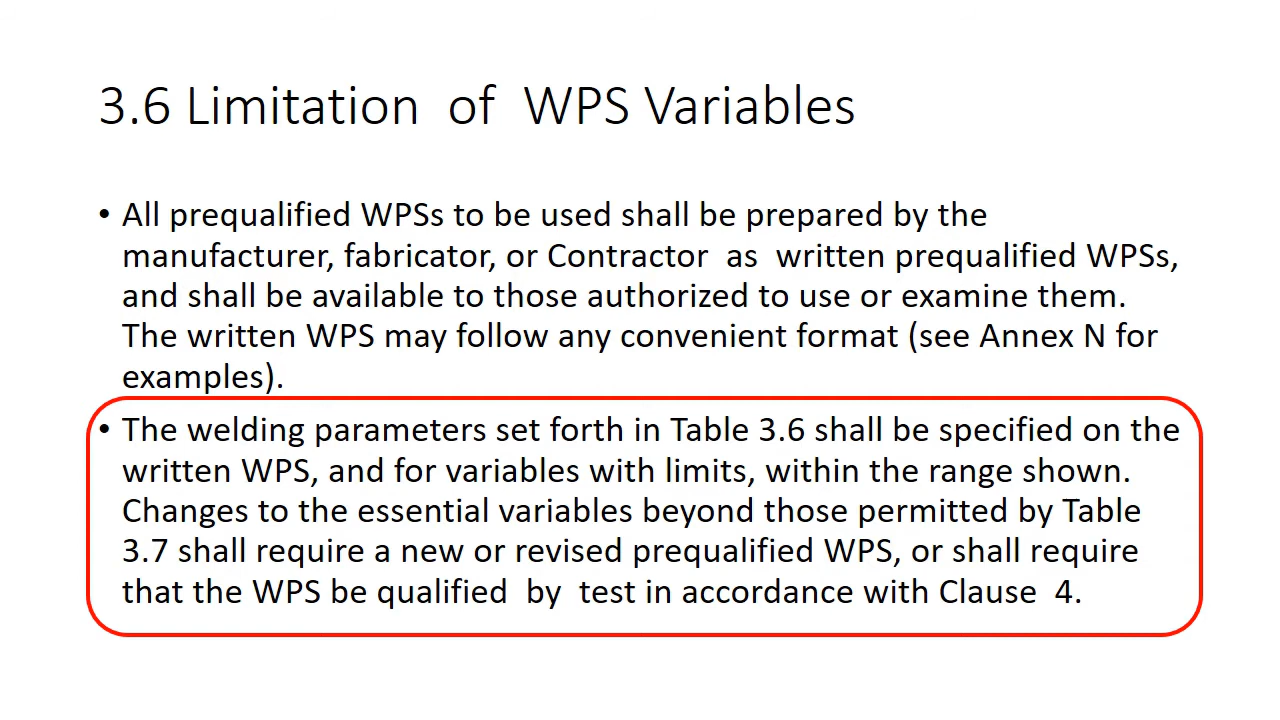 3.6 Limitation of WPS Variables
• All prequalified WPSs to be used shall be prepared by the
manufacturer, fabricator, or Contractor as written prequalified WPSs,
and shall be available to those authorized to use or examine them.
The written WPS may follow any convenient format (see Annex N for
examples).
• The welding parameters set forth in Table 3.6 shall be specified on the
written WPS, and for variables with limits, within the range shown.
Changes to the essential variables beyond those permitted by Table
3.7 shall require a new or revised prequalified WPS, or shall require
that the WPS be qualified by test in accordance with Clause 4.